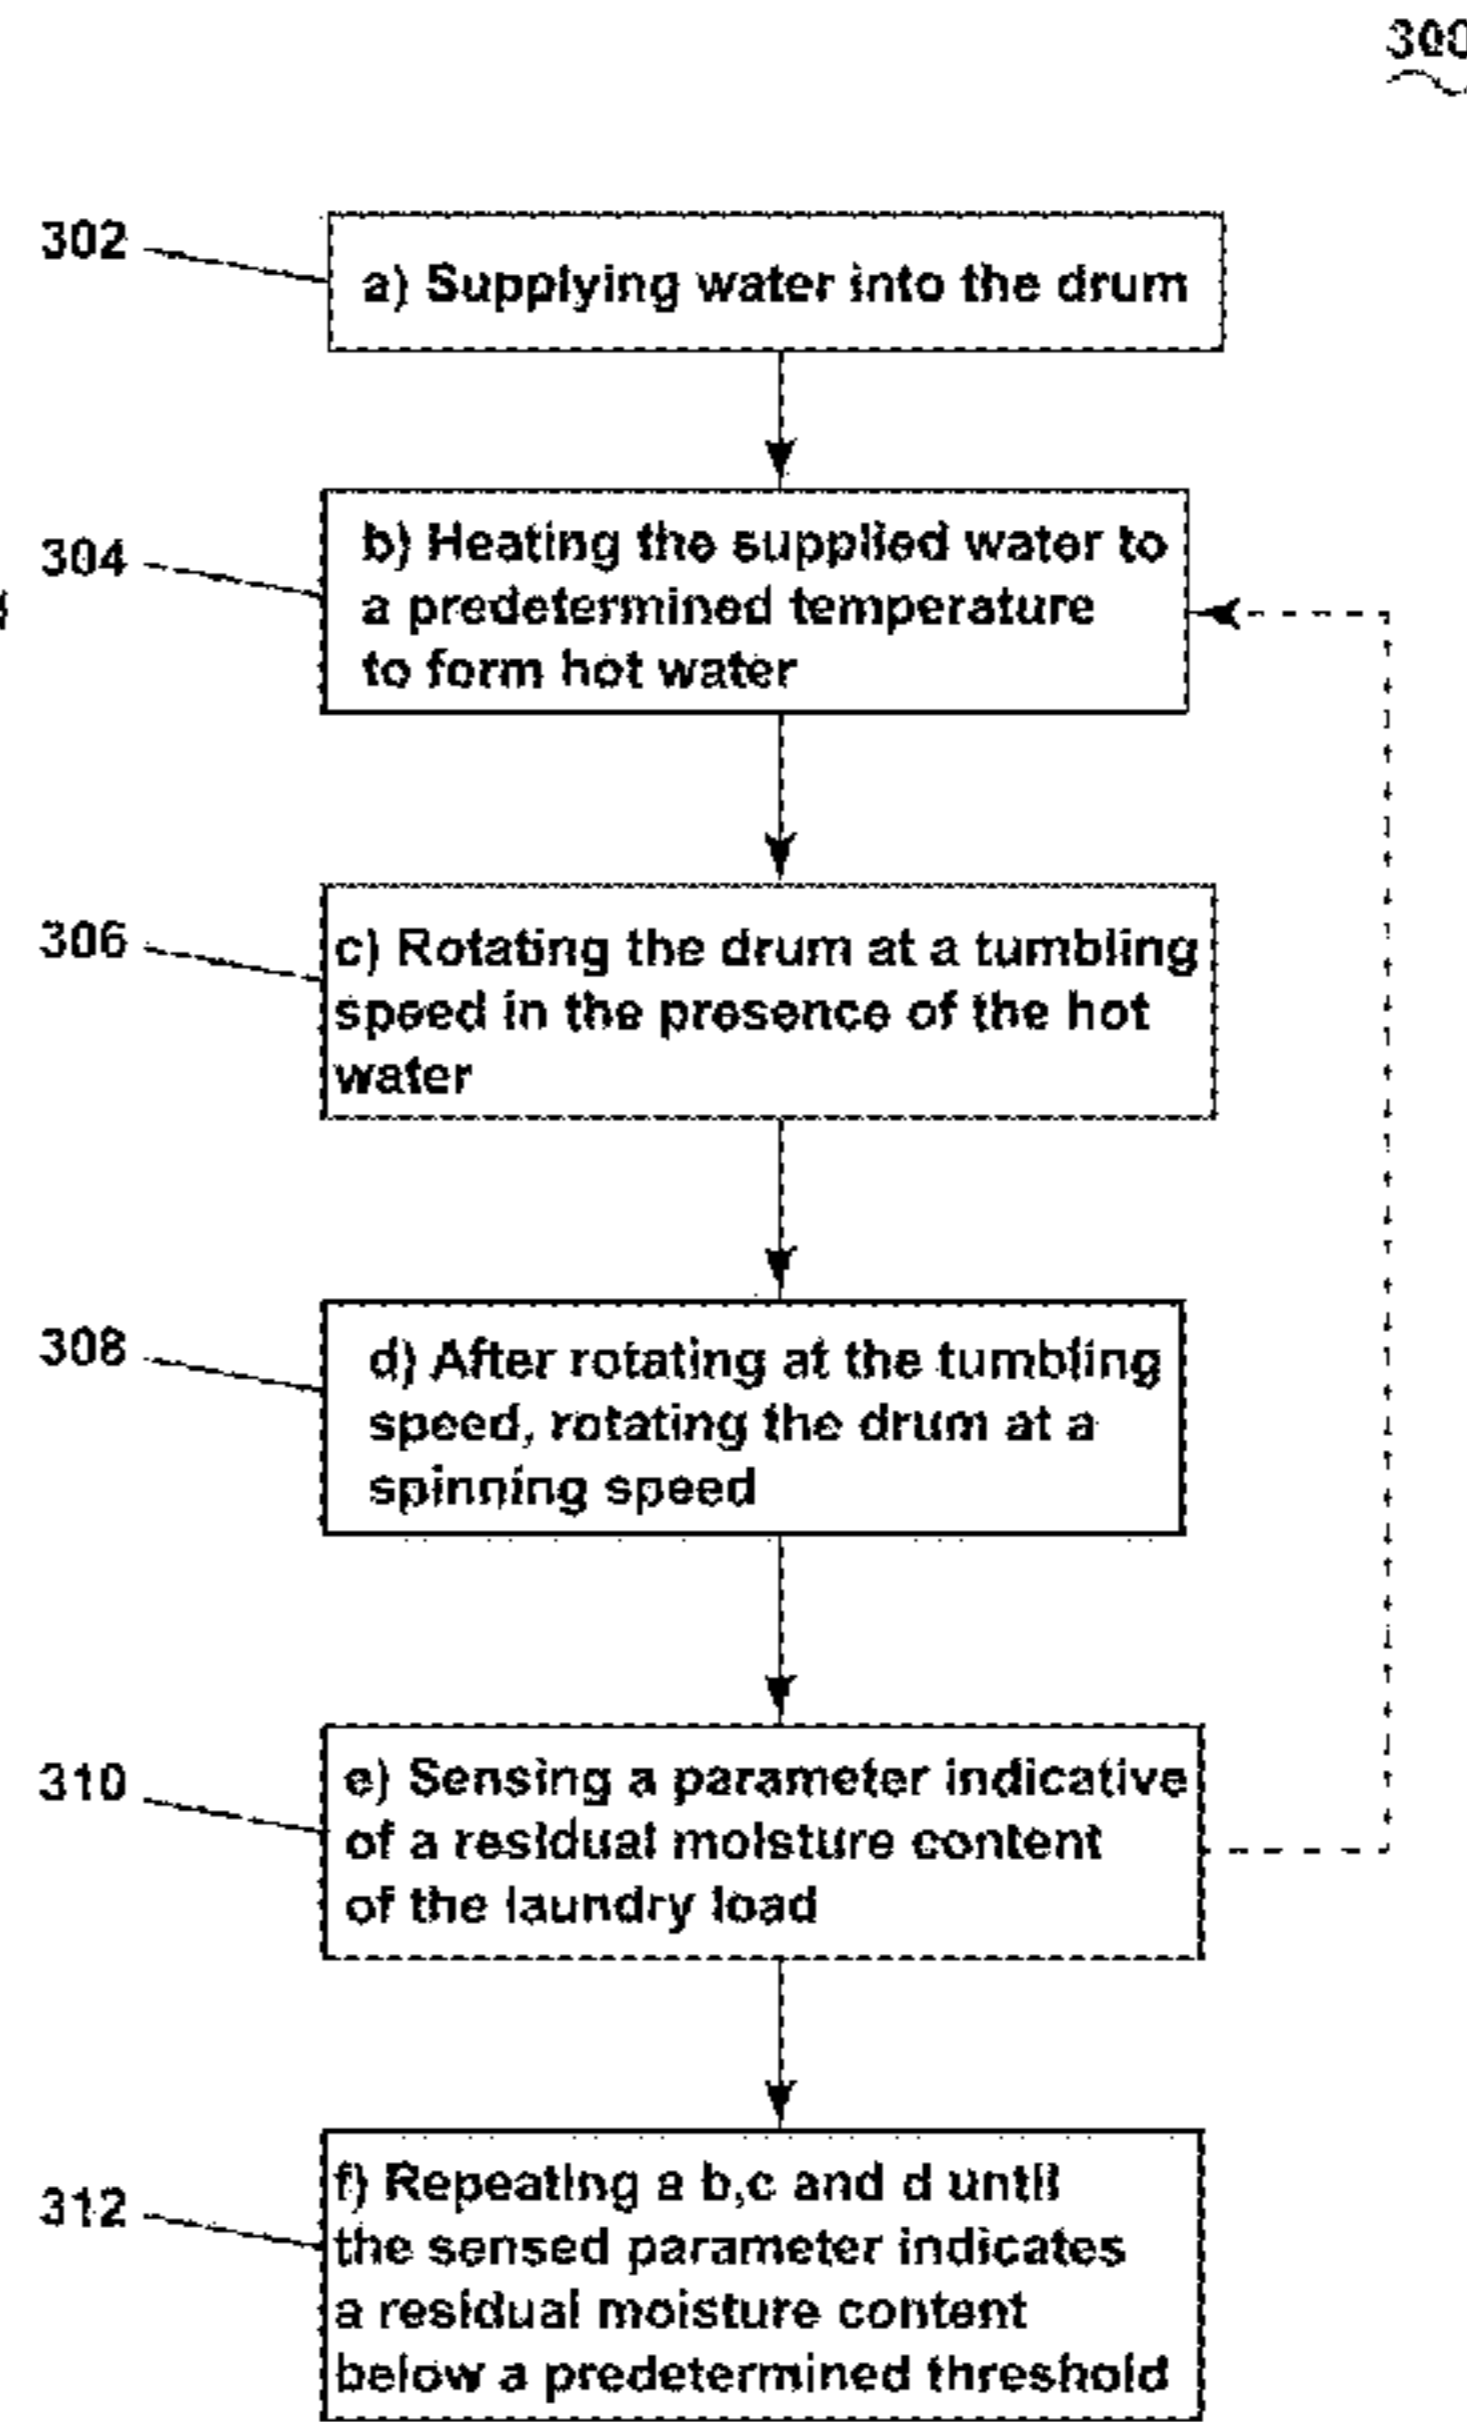 300
302
a) Supplying water into the drum
304
b) Heating the supplied water to
a predetermined temperature
to form hot water
306
c) Rotating the drum at a tumbling
speed in the presence of the hot
water
308
d) After rotating at the tumbling
speed, rotating the drum at a
spinning speed
310
e) Sensing a parameter indicative
of a residual moisture content
of the laundry load
312
f) Repeating a b,c and d until
the sensed parameter indicates
a residual moisture content
below a predetermined threshold